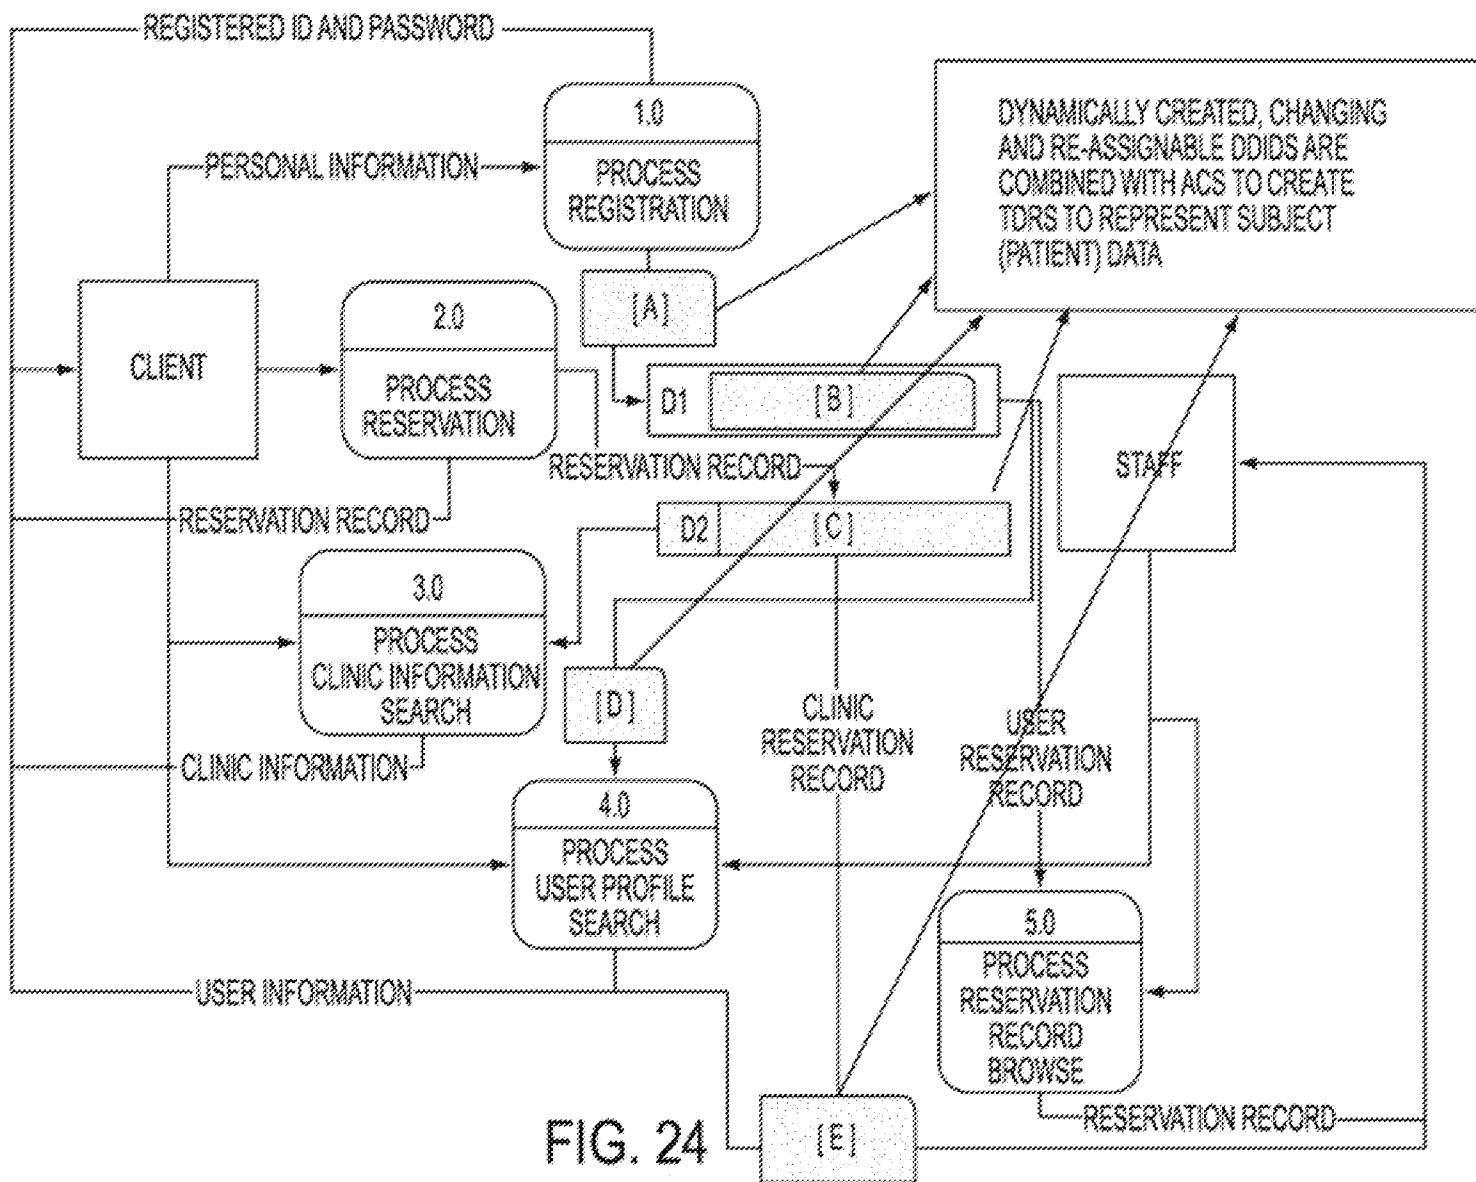 REGISTERED ID AND PASSWORD
1.0
PROCESS
REGISTRATION
PERSONAL INFORMATION
DYNAMICALLY CREATED, CHANGING
AND RE-ASSIGNABLE DDIDS ARE
COMBINED WITH ACS TO CREATE
TDRS TO REPRESENT SUBJECT
(PATIENT) DATA
[A]
CLIENT
2.0
PROCESS
RESERVATION
D1
[B]
STAFF
RESERVATION RECORD
RESERVATION RECORD
D2
[C]
3.0
PROCESS
CLINIC INFORMATION
SEARCH
[D]
CLINIC
RESERVATION
RECORD
USER
RESERVATION
RECORD
CLINIC INFORMATION
4.0
PROCESS
USER PROFILE
SEARCH
5.0
PROCESS
RESERVATION
RECORD
BROWSE
USER INFORMATION
RESERVATION RECORD
[E]
FIG. 24